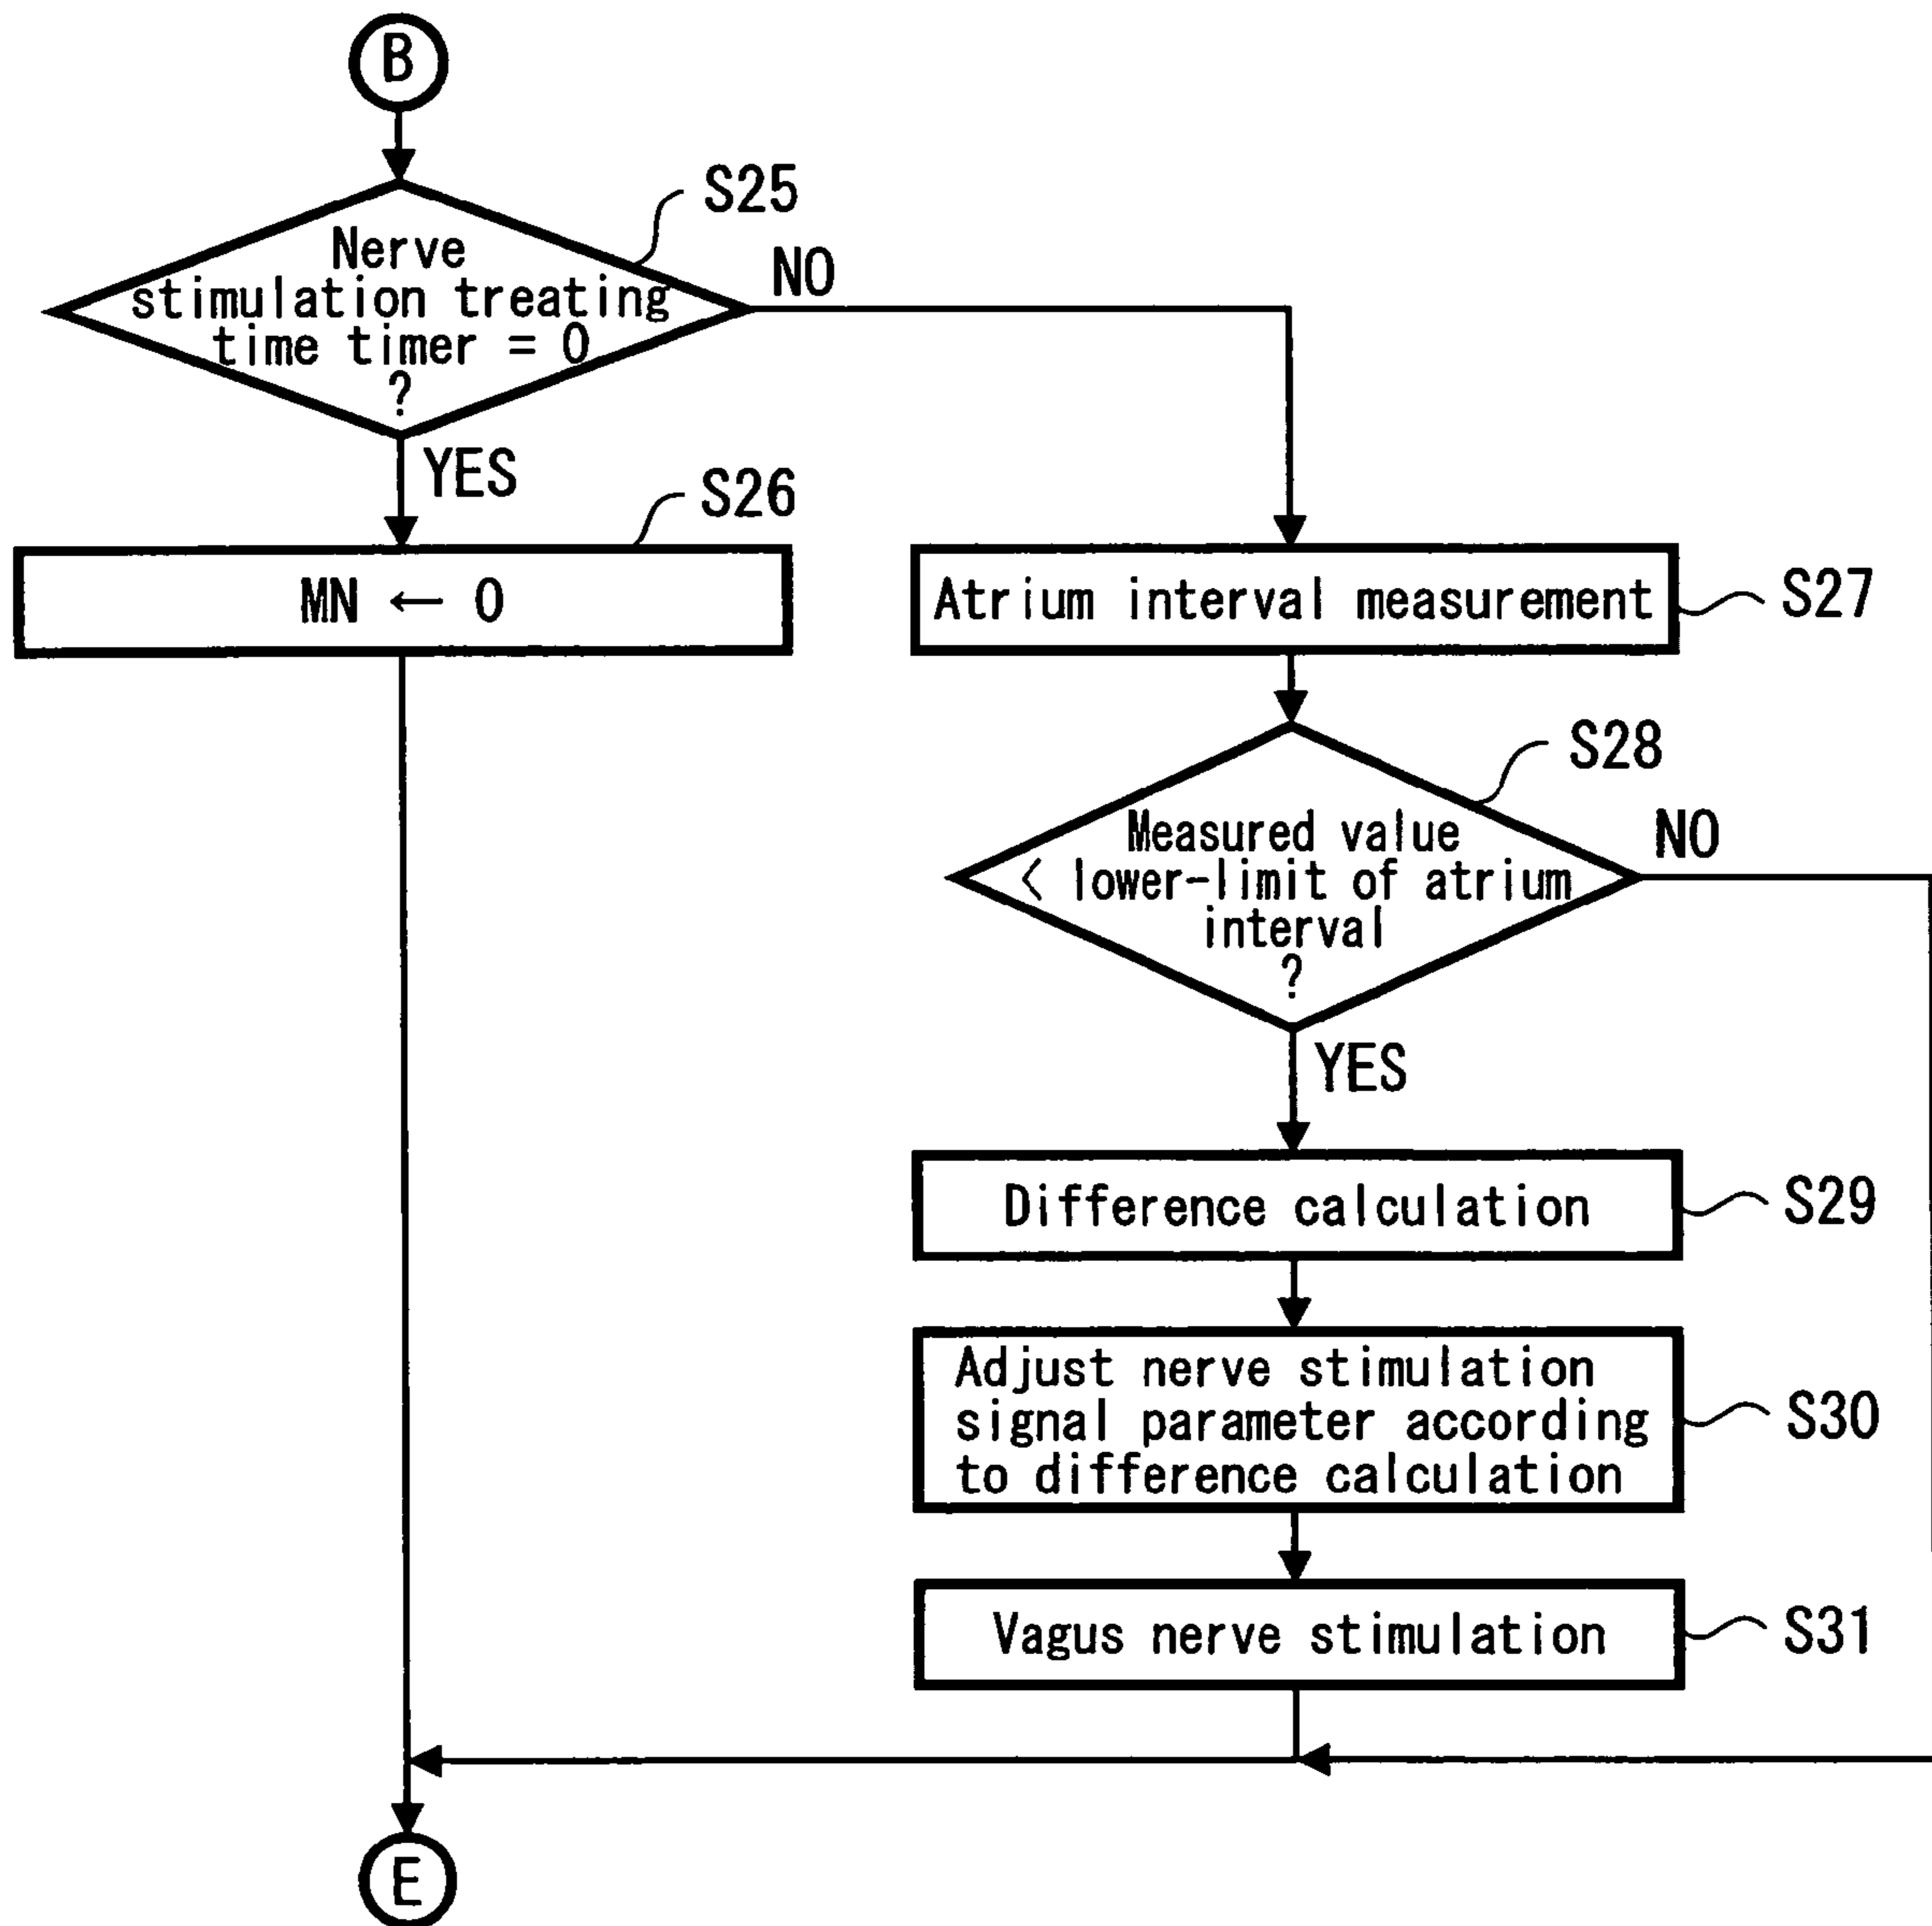 B
S25
Nerve
stimulation treating
time timer = 0
?
NO
YES
S26
MN ← 0
Atrium interval measurement
S27
S28
Measured value
< lower-limit of atrium
interval
?
NO
YES
Difference calculation
S29
Adjust nerve stimulation
signal parameter according
to difference calculation
S30
Vagus nerve stimulation
S31
E